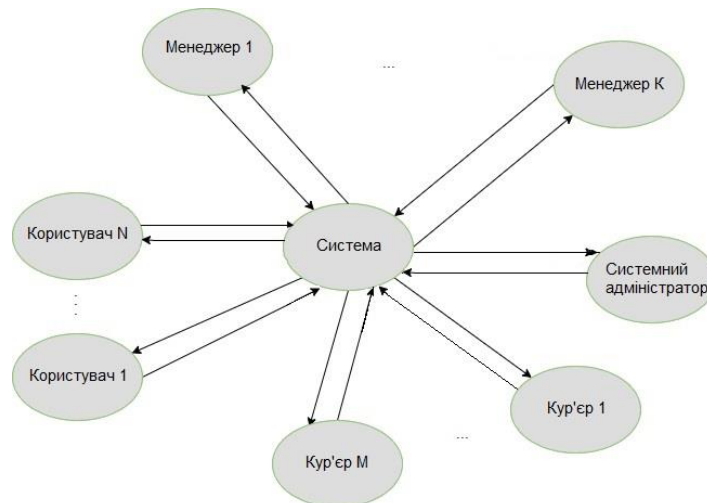 Менеджер 1
...
Менеджер К
Користувач N
Система
Системний
адміністратор
...
Користувач 1
Кур'єр 1
...
Кур'єр М